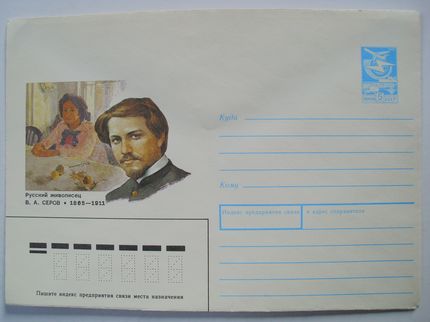 Куда
Кому
Русский живописец
В. А. СЕРОВ • 1865—1911
Индекс предприятия связи и адрес отправителя
Пишите индекс предприятия связи места назначения